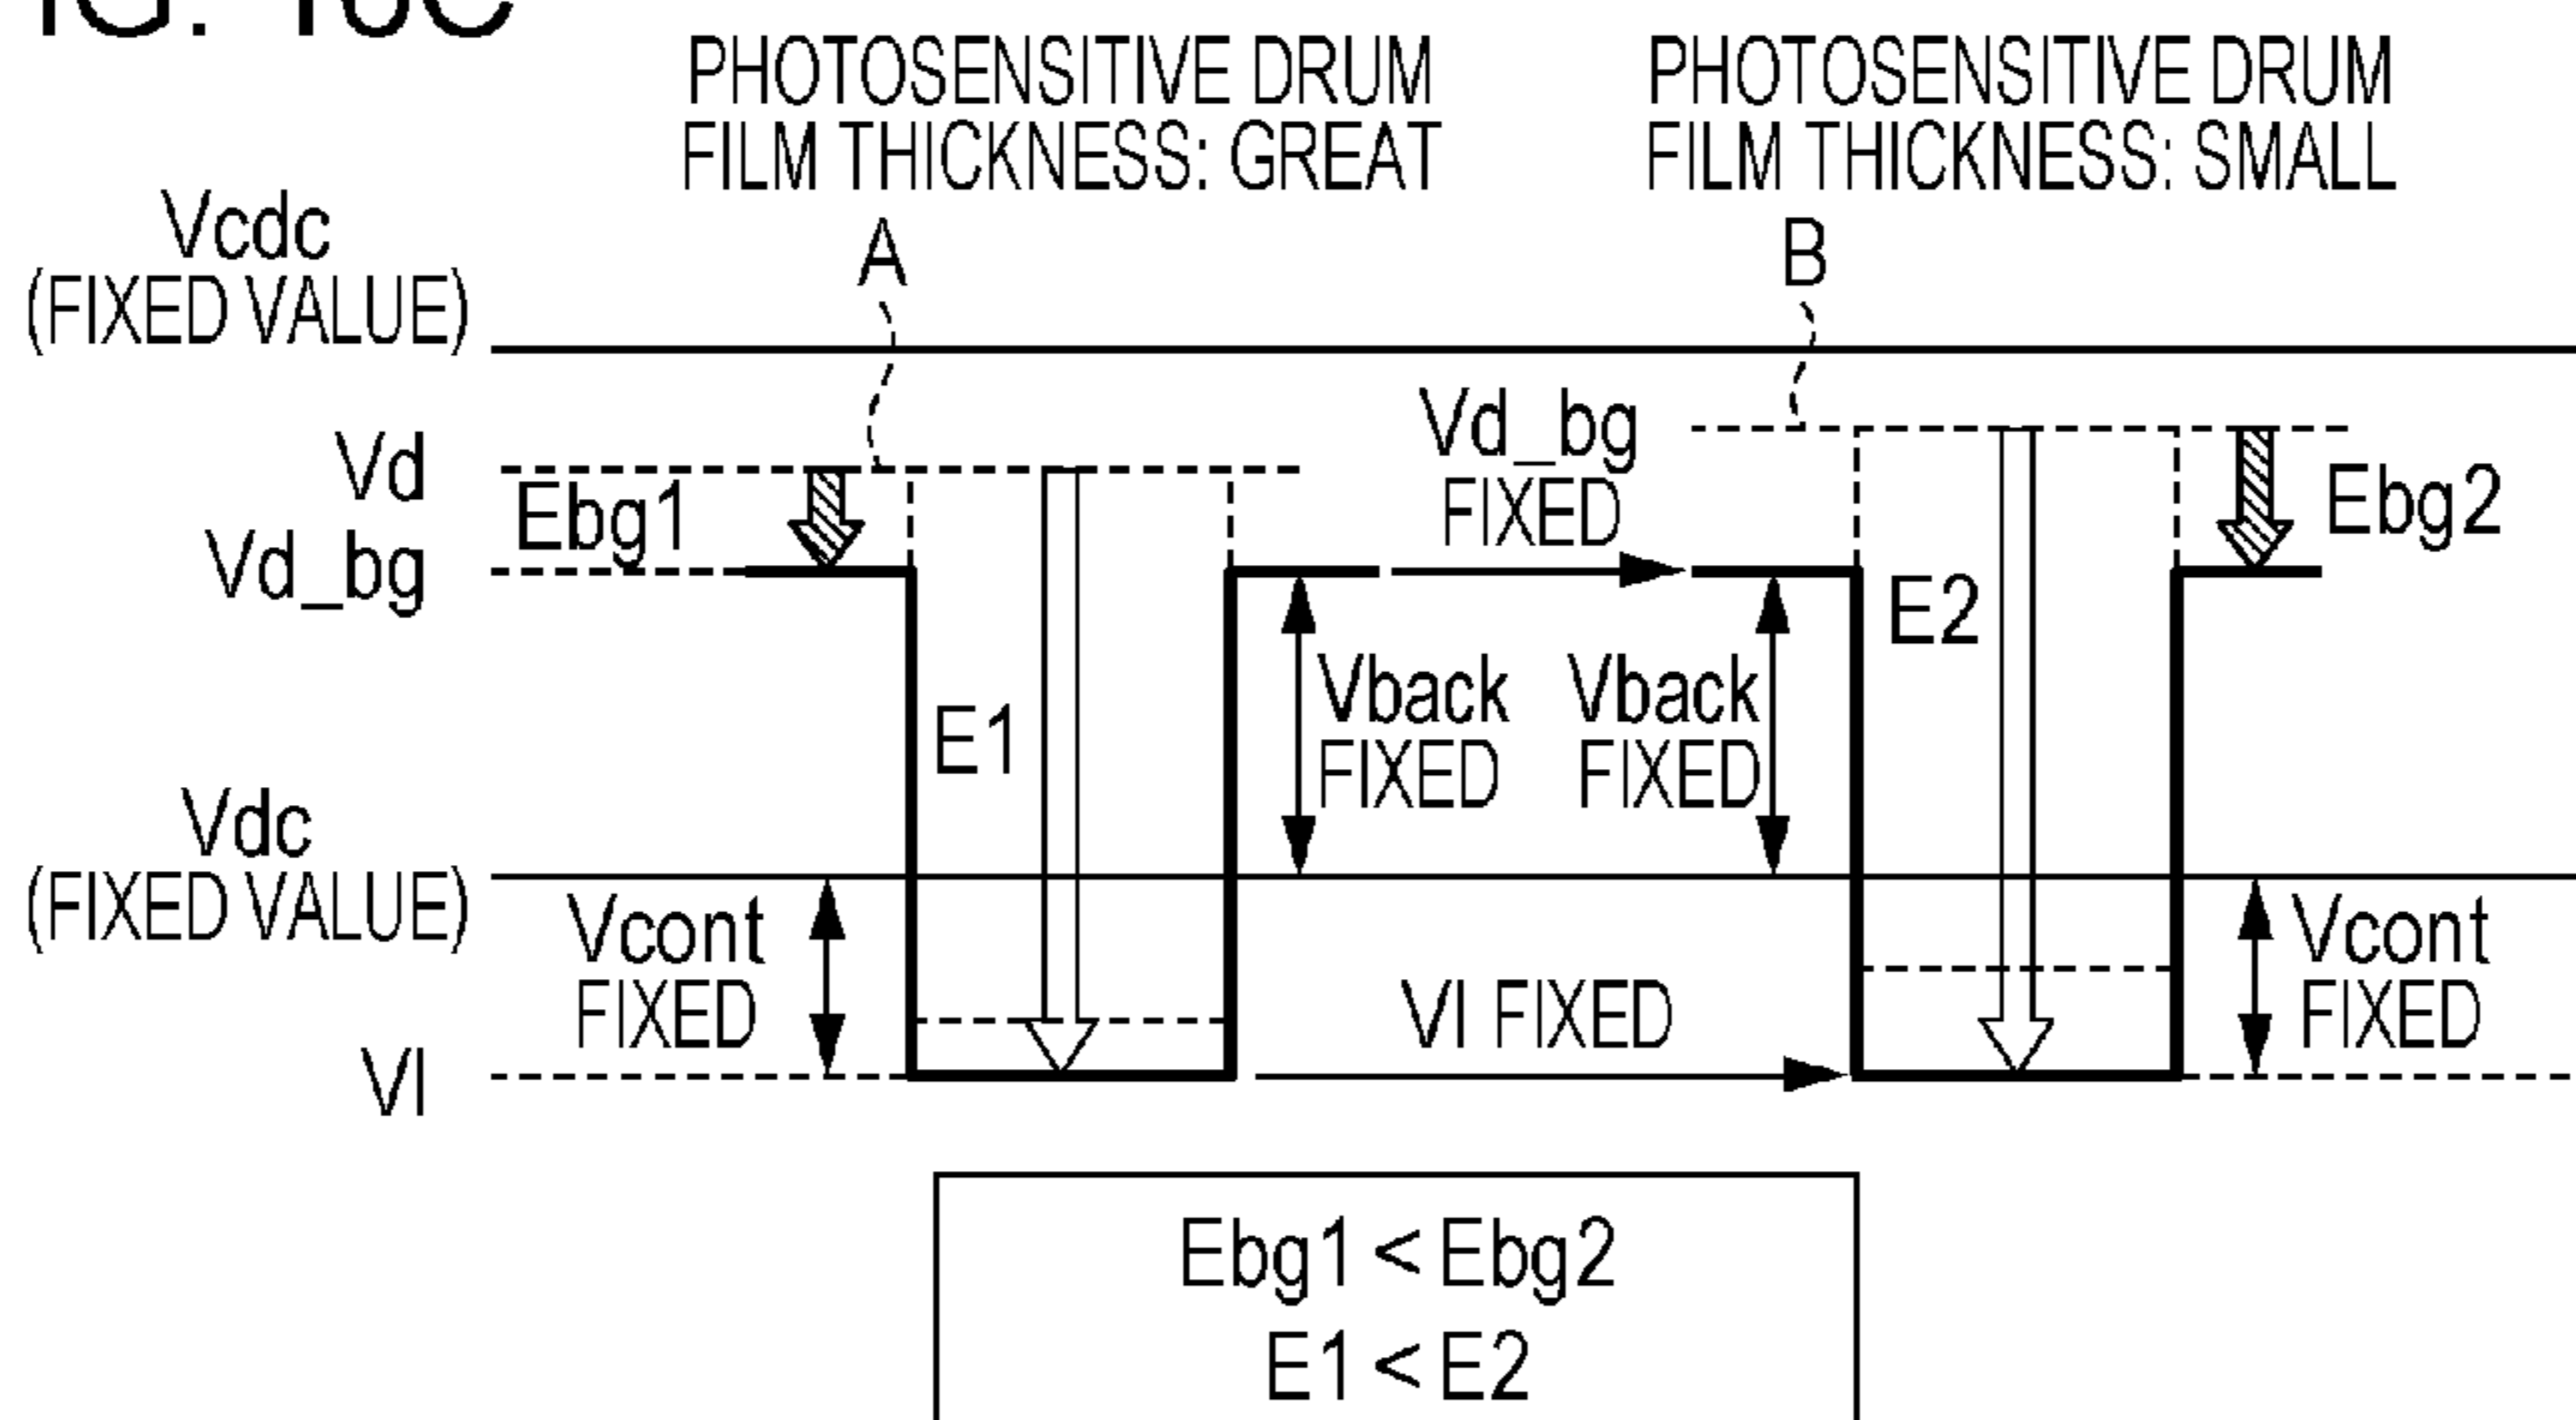 PHOTOSENSITIVE DRUM
FILM THICKNESS: GREAT
PHOTOSENSITIVE DRUM
FILM THICKNESS: SMALL
A
B
Vcdc
(FIXED VALUE)
Vd
Vd_bg
Ebg1
Vd_bg
FIXED
Ebg2
E1
E2
Vback
FIXED
Vback
FIXED
Vdc
(FIXED VALUE)
Vcont
FIXED
Vl FIXED
Vcont
FIXED
Vl
Ebg1 < Ebg2
E1 < E2